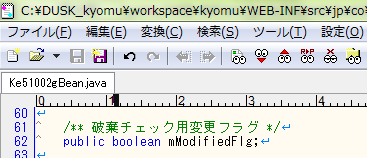 C:¥DUSK_kyomu¥workspace¥kyomu¥WEB-INF¥src¥jp¥co¥
ファイル(F) 編集(E) 変換(C) 検索(S) ツール(T) 設定(O)
Ke51002gBean.java
0 1 2 3 4
60
61 /** 破棄チェック用変更フラグ */
62 public boolean mModifiedFlg;